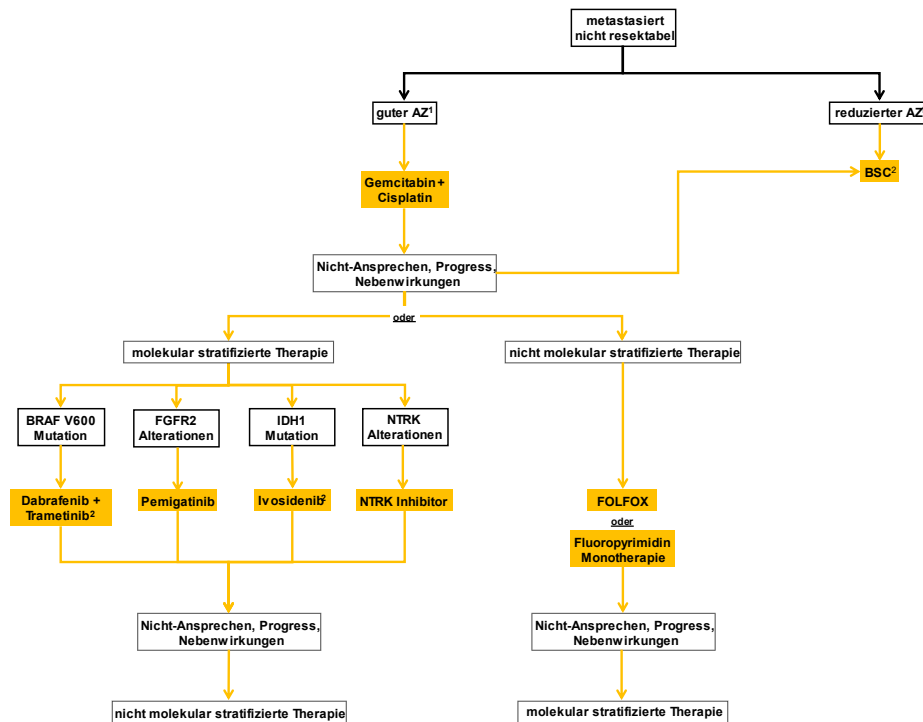 metastasiert
nicht resektabel
guter AZ¹
reduzierter AZ
Gemcitabin +
Cisplatin
BSC²
Nicht-Ansprechen, Progress,
Nebenwirkungen
oder
molekular stratifizierte Therapie
nicht molekular stratifizierte Therapie
BRAF V600
Mutation
FGFR2
Alterationen
IDH1
Mutation
NTRK
Alterationen
Dabrafenib +
Trametinib²
Pemigatinib
Ivosidenib²
NTRK Inhibitor
FOLFOX
oder
Fluoropyrimidin
Monotherapie
Nicht-Ansprechen, Progress,
Nebenwirkungen
Nicht-Ansprechen, Progress,
Nebenwirkungen
nicht molekular stratifizierte Therapie
molekular stratifizierte Therapie